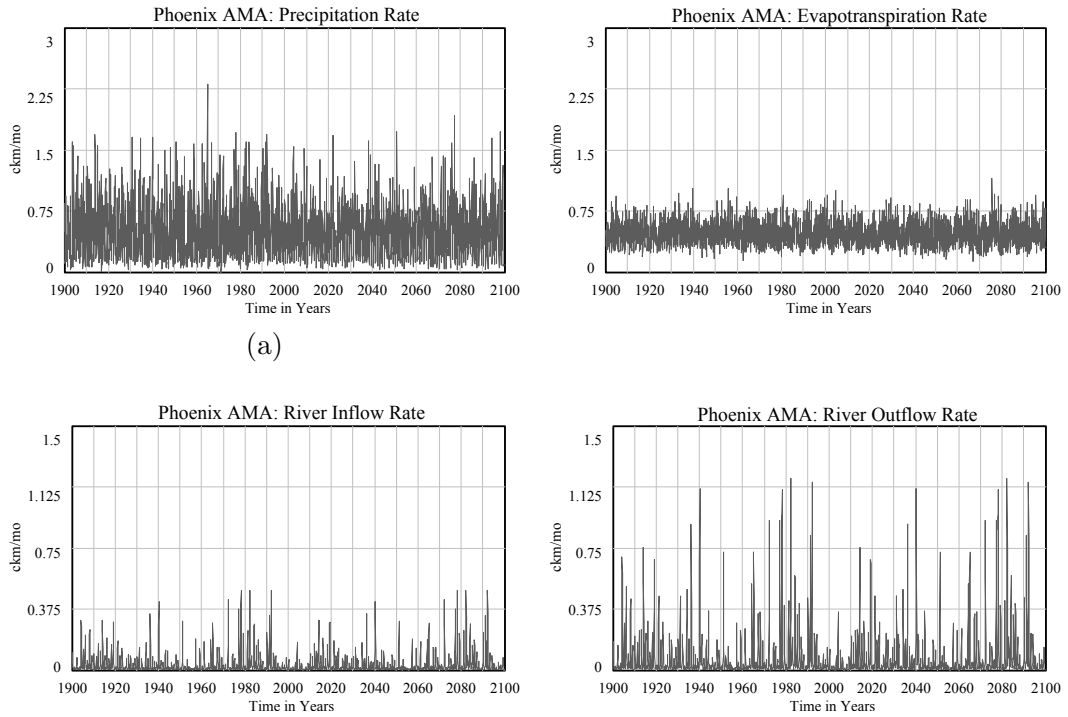 Phoenix AMA: Precipitation Rate
3
2.25
1.5
0.75
0
ckm/mo
1900 1920 1940 1960 1980 2000 2020 2040 2060 2080 2100
Time in Years
(a)
Phoenix AMA: Evapotranspiration Rate
3
2.25
1.5
0.75
0
ckm/mo
1900 1920 1940 1960 1980 2000 2020 2040 2060 2080 2100
Time in Years
Phoenix AMA: River Inflow Rate
1.5
1.125
0.75
0.375
0
ckm/mo
1900 1920 1940 1960 1980 2000 2020 2040 2060 2080 2100
Time in Years
Phoenix AMA: River Outflow Rate
1.5
1.125
0.75
0.375
0
ckm/mo
1900 1920 1940 1960 1980 2000 2020 2040 2060 2080 2100
Time in Years